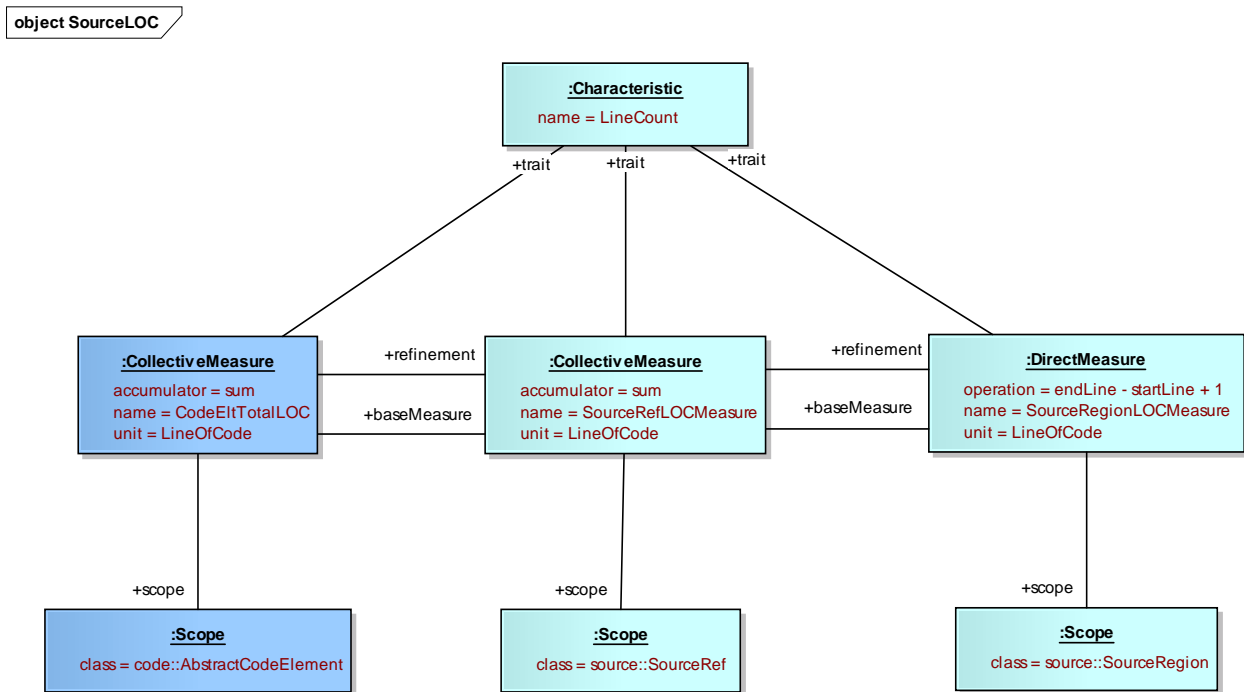 object SourceLOC
:Characteristic
name = LineCount
+trait
+trait
+trait
:CollectiveMeasure
accumulator = sum
name = CodeEltTotalLOC
unit = LineOfCode
+refinement
+baseMeasure
:CollectiveMeasure
accumulator = sum
name = SourceRefLOCMeasure
unit = LineOfCode
+refinement
+baseMeasure
:DirectMeasure
operation = endLine - startLine + 1
name = SourceRegionLOCMeasure
unit = LineOfCode
+scope
+scope
+scope
:Scope
class = code::AbstractCodeElement
:Scope
class = source::SourceRef
:Scope
class = source::SourceRegion